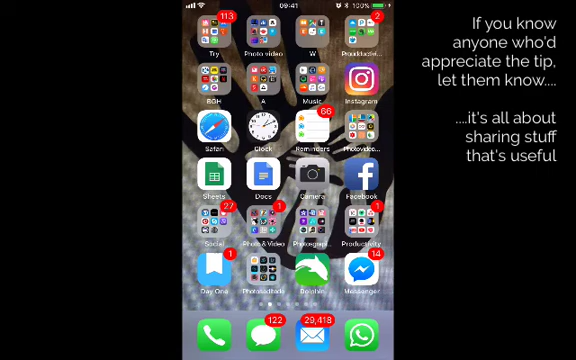 09:41
100%
113
2
Try
Photo video
W
BGH
A
Music
Instagram
66
Safari
Clock
Reminders
Sheets
Docs
Camera
Facebook
27
1
1
Social
Photo & Video
Productivity
1
14
Day One
Dolphin
Messenger
122
29,418
If you know
anyone who'd
appreciate the tip,
let them know....
....it's all about
sharing stuff
that's useful